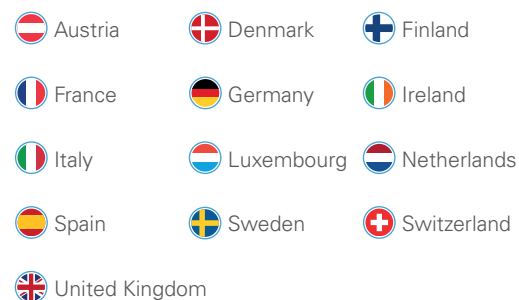 Austria Denmark Finland
France Germany Ireland
Italy Luxembourg Netherlands
Spain Sweden Switzerland
United Kingdom